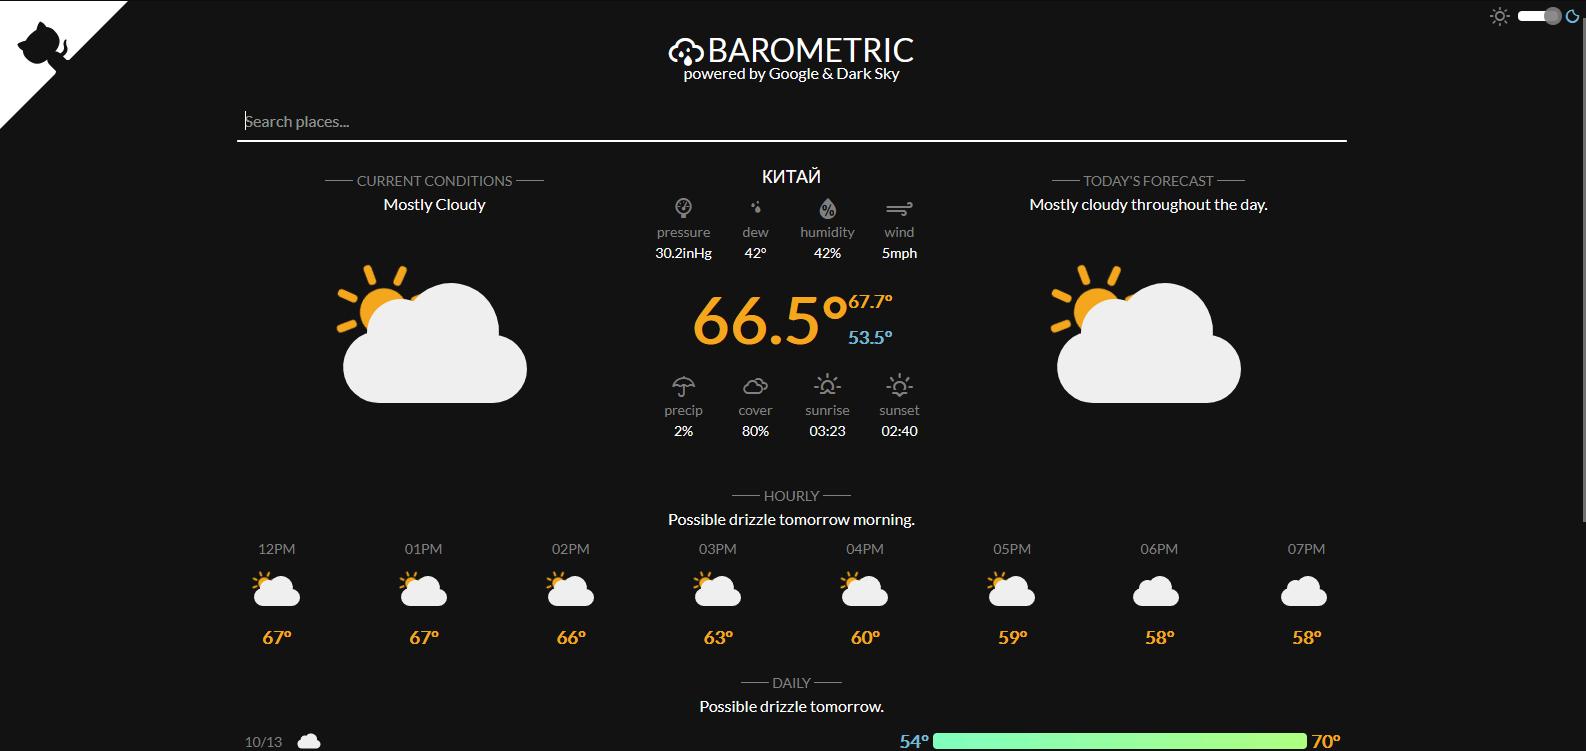 BAROMETRIC
powered by Google & Dark Sky
Search places...
CURRENT CONDITIONS
Mostly Cloudy
КИТАЙ
pressure dew humidity wind
30.2inHg 42° 42% 5mph
66.5° 67.7°
53.5°
precip cover sunrise sunset
2% 80% 03:23 02:40
TODAY'S FORECAST
Mostly cloudy throughout the day.
HOURLY
Possible drizzle tomorrow morning.
12PM 01PM 02PM 03PM 04PM 05PM 06PM 07PM
67° 67° 66° 63° 60° 59° 58° 58°
DAILY
Possible drizzle tomorrow.
10/13 54° 70°